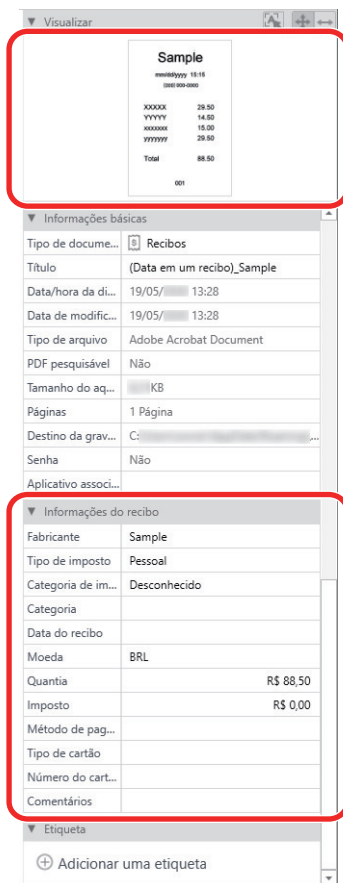 ▼ Visualizar
Sample
mm/dd/yyyy 15:15
(000) 000-0000
XXXXX 29.50
YYYYY 14.50
xxxxxxx 15.00
yyyyyyy 29.50
Total 88.50
001
▼ Informações básicas
Tipo de docume... Recibos
Título (Data em um recibo)_Sample
Data/hora da di... 19/05/ 13:28
Data de modific... 19/05/ 13:28
Tipo de arquivo Adobe Acrobat Document
PDF pesquisável Não
Tamanho do aq... KB
Páginas 1 Página
Destino da grav... C: ...
Senha Não
Aplicativo associ...
▼ Informações do recibo
Fabricante Sample
Tipo de imposto Pessoal
Categoria de im... Desconhecido
Categoria
Data do recibo
Moeda BRL
Quantia R$ 88,50
Imposto R$ 0,00
Método de pag...
Tipo de cartão
Número do cart...
Comentários
▼ Etiqueta
Adicionar uma etiqueta